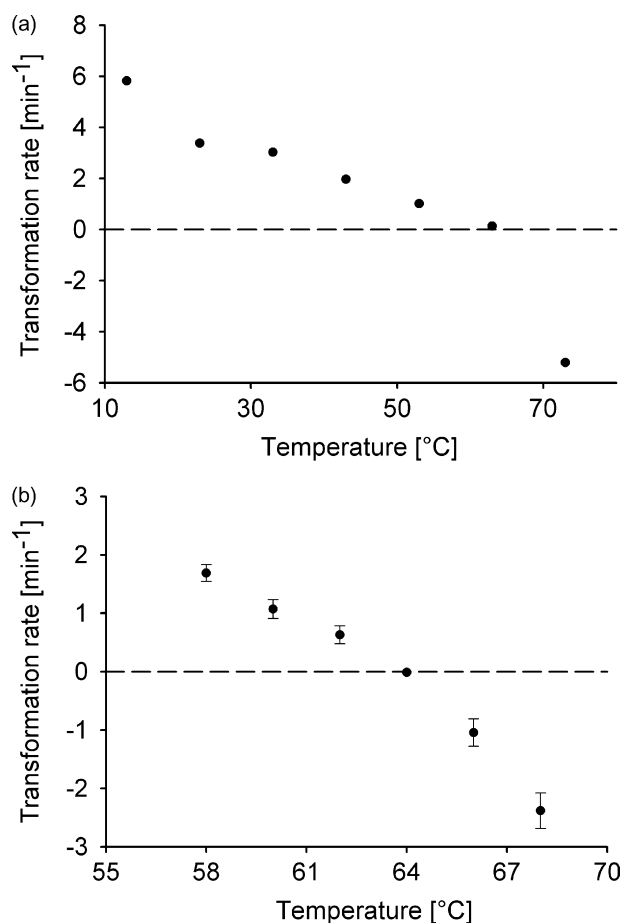 (a)
Transformation rate [min⁻¹]
8
6
4
2
0
-2
-4
-6
10 30 50 70
Temperature [°C]
(b)
Transformation rate [min⁻¹]
3
2
1
0
-1
-2
-3
55 58 61 64 67 70
Temperature [°C]